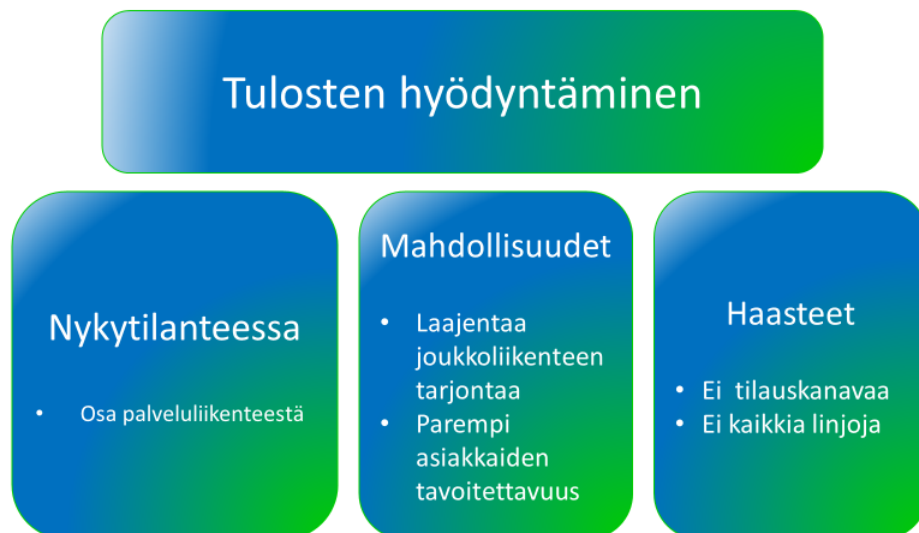 Tulosten hyödyntäminen
Nykytilanteessa
• Osa palveluliikenteestä
Mahdollisuudet
• Laajentaa
joukkoliikenteen
tarjontaa
• Parempi
asiakkaiden
tavoitettavuus
Haasteet
• Ei tilauskanavaa
• Ei kaikkia linjoja